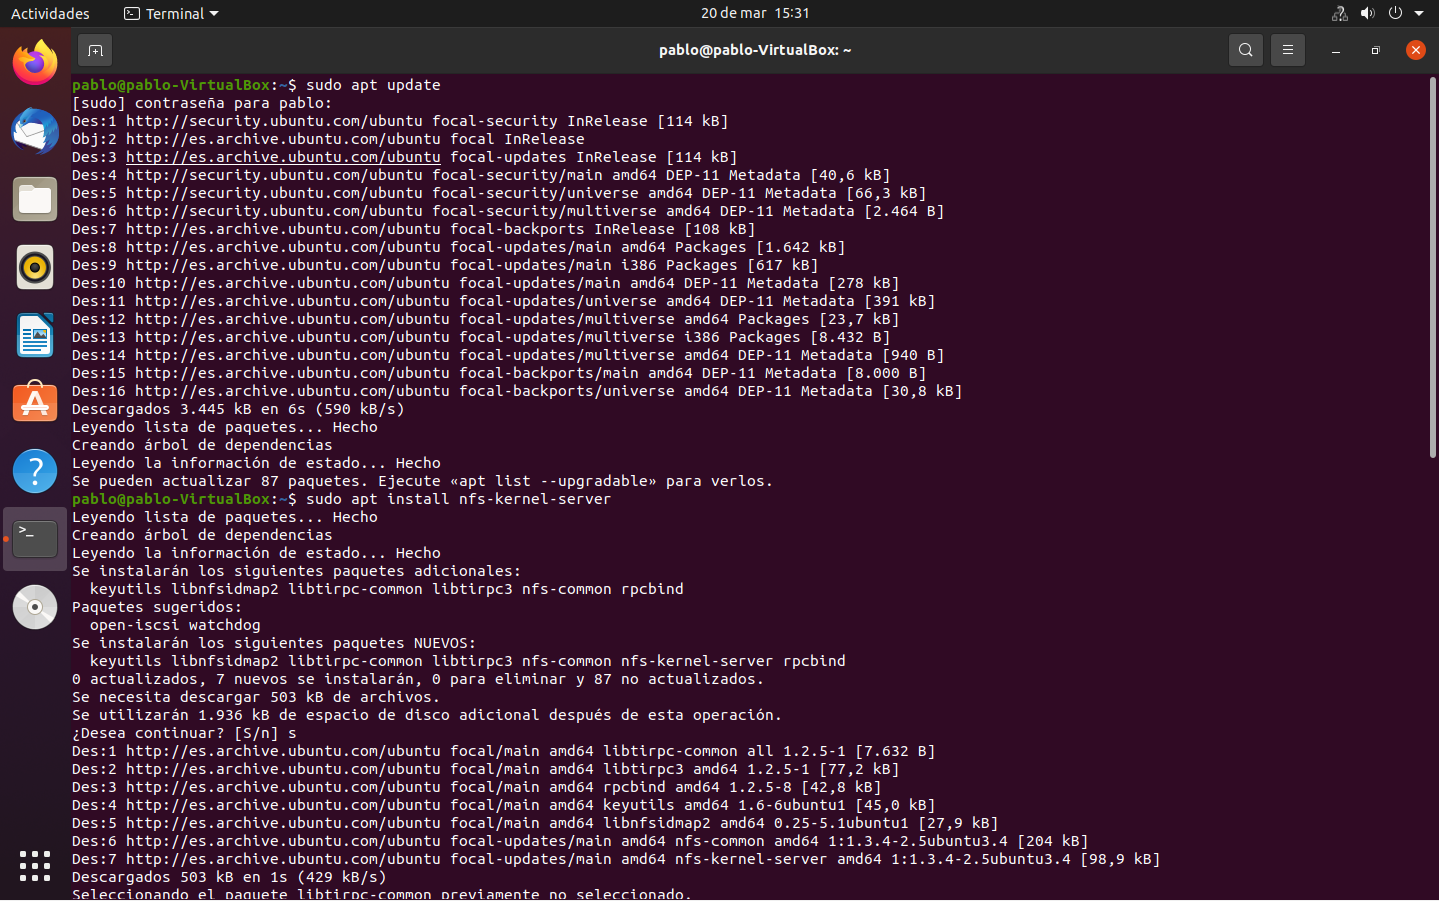 Actividades
Terminal
20 de mar 15:31
pablo@pablo-VirtualBox: ~
pablo@pablo-VirtualBox:~$ sudo apt update
[sudo] contraseña para pablo:
Des:1 http://security.ubuntu.com/ubuntu focal-security InRelease [114 kB]
Obj:2 http://es.archive.ubuntu.com/ubuntu focal InRelease
Des:3 http://es.archive.ubuntu.com/ubuntu focal-updates InRelease [114 kB]
Des:4 http://security.ubuntu.com/ubuntu focal-security/main amd64 DEP-11 Metadata [40,6 kB]
Des:5 http://security.ubuntu.com/ubuntu focal-security/universe amd64 DEP-11 Metadata [66,3 kB]
Des:6 http://security.ubuntu.com/ubuntu focal-security/multiverse amd64 DEP-11 Metadata [2.464 B]
Des:7 http://es.archive.ubuntu.com/ubuntu focal-backports InRelease [108 kB]
Des:8 http://es.archive.ubuntu.com/ubuntu focal-updates/main amd64 Packages [1.642 kB]
Des:9 http://es.archive.ubuntu.com/ubuntu focal-updates/main i386 Packages [617 kB]
Des:10 http://es.archive.ubuntu.com/ubuntu focal-updates/main amd64 DEP-11 Metadata [278 kB]
Des:11 http://es.archive.ubuntu.com/ubuntu focal-updates/universe amd64 DEP-11 Metadata [391 kB]
Des:12 http://es.archive.ubuntu.com/ubuntu focal-updates/multiverse amd64 Packages [23,7 kB]
Des:13 http://es.archive.ubuntu.com/ubuntu focal-updates/multiverse i386 Packages [8.432 B]
Des:14 http://es.archive.ubuntu.com/ubuntu focal-updates/multiverse amd64 DEP-11 Metadata [940 B]
Des:15 http://es.archive.ubuntu.com/ubuntu focal-backports/main amd64 DEP-11 Metadata [8.000 B]
Des:16 http://es.archive.ubuntu.com/ubuntu focal-backports/universe amd64 DEP-11 Metadata [30,8 kB]
Descargados 3.445 kB en 6s (590 kB/s)
Leyendo lista de paquetes... Hecho
Creando árbol de dependencias
Leyendo la información de estado... Hecho
Se pueden actualizar 87 paquetes. Ejecute «apt list --upgradable» para verlos.
pablo@pablo-VirtualBox:~$ sudo apt install nfs-kernel-server
Leyendo lista de paquetes... Hecho
Creando árbol de dependencias
Leyendo la información de estado... Hecho
Se instalarán los siguientes paquetes adicionales:
  keyutils libnfsidmap2 libtirpc-common libtirpc3 nfs-common rpcbind
Paquetes sugeridos:
  open-iscsi watchdog
Se instalarán los siguientes paquetes NUEVOS:
  keyutils libnfsidmap2 libtirpc-common libtirpc3 nfs-common nfs-kernel-server rpcbind
0 actualizados, 7 nuevos se instalarán, 0 para eliminar y 87 no actualizados.
Se necesita descargar 503 kB de archivos.
Se utilizarán 1.936 kB de espacio de disco adicional después de esta operación.
¿Desea continuar? [S/n] s
Des:1 http://es.archive.ubuntu.com/ubuntu focal/main amd64 libtirpc-common all 1.2.5-1 [7.632 B]
Des:2 http://es.archive.ubuntu.com/ubuntu focal/main amd64 libtirpc3 amd64 1.2.5-1 [77,2 kB]
Des:3 http://es.archive.ubuntu.com/ubuntu focal/main amd64 rpcbind amd64 1.2.5-8 [42,8 kB]
Des:4 http://es.archive.ubuntu.com/ubuntu focal/main amd64 keyutils amd64 1.6-6ubuntu1 [45,0 kB]
Des:5 http://es.archive.ubuntu.com/ubuntu focal/main amd64 libnfsidmap2 amd64 0.25-5.1ubuntu1 [27,9 kB]
Des:6 http://es.archive.ubuntu.com/ubuntu focal-updates/main amd64 nfs-common amd64 1:1.3.4-2.5ubuntu3.4 [204 kB]
Des:7 http://es.archive.ubuntu.com/ubuntu focal-updates/main amd64 nfs-kernel-server amd64 1:1.3.4-2.5ubuntu3.4 [98,9 kB]
Descargados 503 kB en 1s (429 kB/s)
Seleccionando el paquete libtirpc-common previamente no seleccionado.